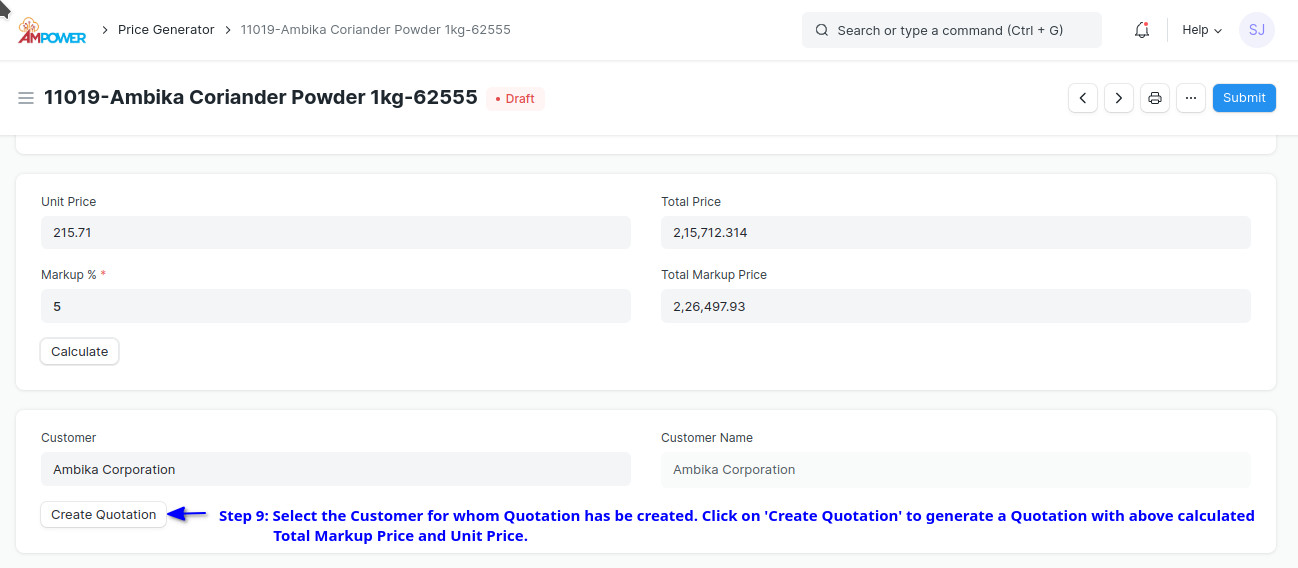 AMPOWER
Price Generator
11019-Ambika Coriander Powder 1kg-62555
Search or type a command (Ctrl + G)
Help
SJ
11019-Ambika Coriander Powder 1kg-62555
Draft
Submit
Unit Price
Total Price
215.71
2,15,712.314
Markup % *
Total Markup Price
5
2,26,497.93
Calculate
Customer
Customer Name
Ambika Corporation
Ambika Corporation
Create Quotation
Step 9: Select the Customer for whom Quotation has be created. Click on 'Create Quotation' to generate a Quotation with above calculated
Total Markup Price and Unit Price.